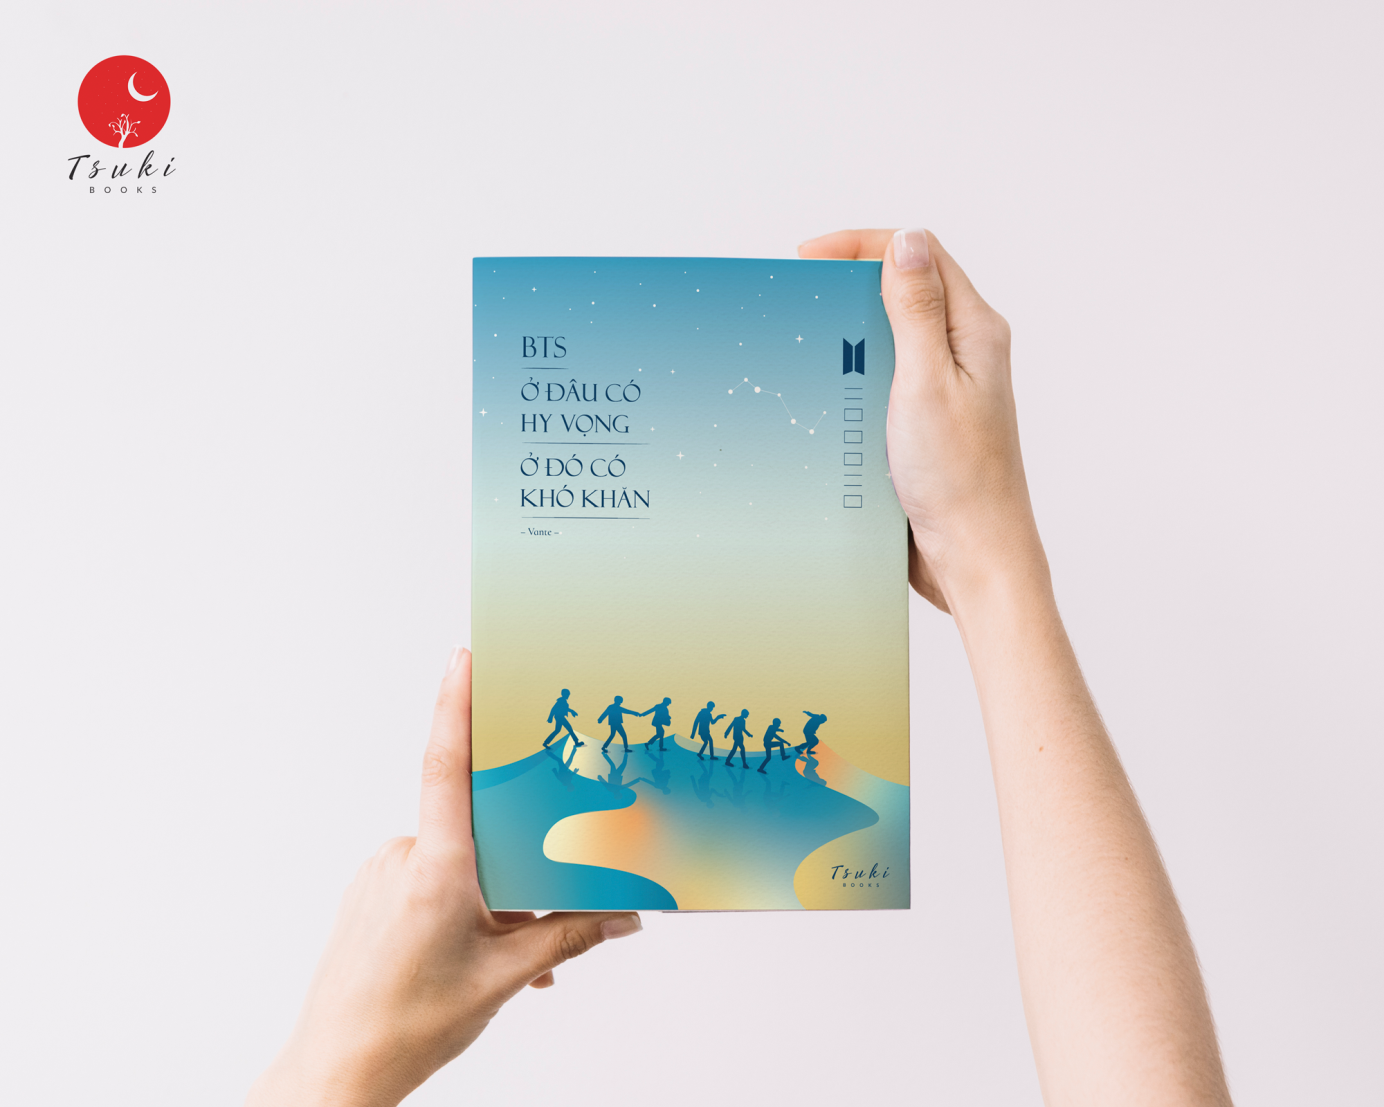 Tsuki
BOOKS
BTS
Ở ĐÂU CÓ
HY VỌNG
Ở ĐÓ CÓ
KHÓ KHĂN
– Vante –
Tsuki
BOOKS